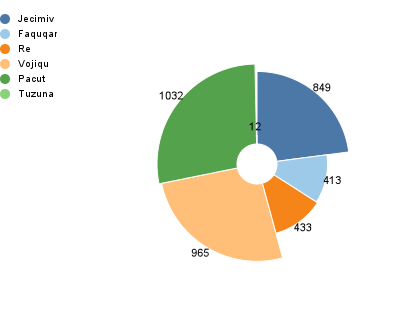 Jecimiv
Faquqar
Re
Vojiqu
Pacut
Tuzuna
849
413
433
965
1032
12